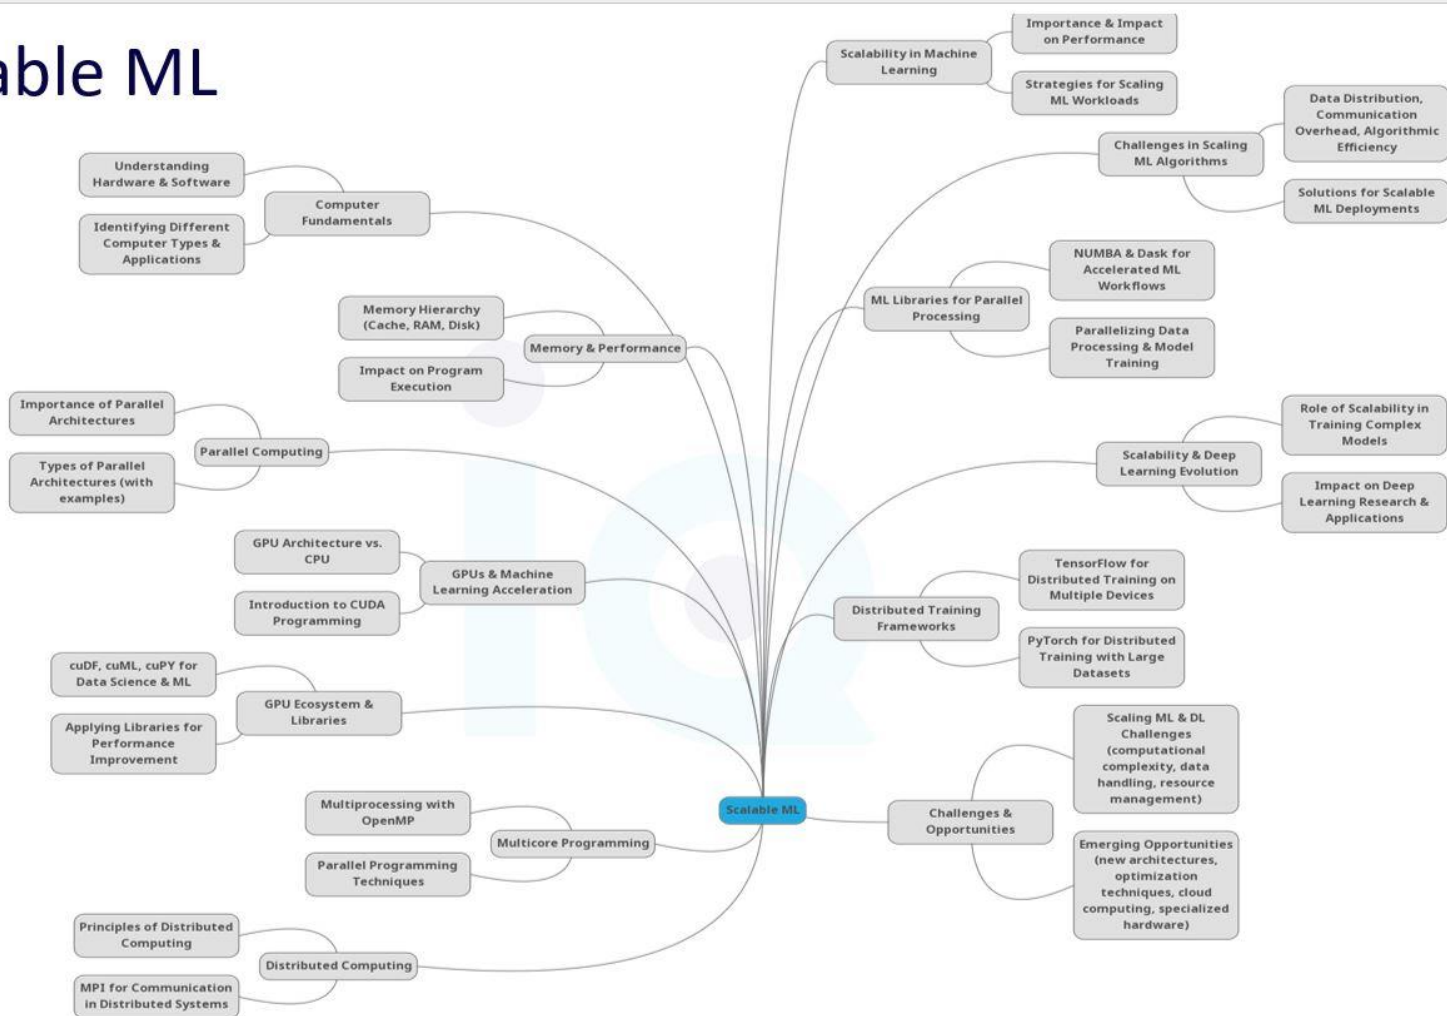 able ML
Importance & Impact
on Performance
Scalability in Machine
Learning
Strategies for Scaling
ML Workloads
Data Distribution,
Communication
Overhead, Algorithmic
Efficiency
Challenges in Scaling
ML Algorithms
Solutions for Scalable
ML Deployments
Understanding
Hardware & Software
Computer
Fundamentals
Identifying Different
Computer Types &
Applications
NUMBA & Dask for
Accelerated ML
Workflows
ML Libraries for Parallel
Processing
Parallelizing Data
Processing & Model
Training
Memory Hierarchy
(Cache, RAM, Disk)
Memory & Performance
Impact on Program
Execution
Importance of Parallel
Architectures
Parallel Computing
Types of Parallel
Architectures (with
examples)
Role of Scalability in
Training Complex
Models
Scalability & Deep
Learning Evolution
Impact on Deep
Learning Research &
Applications
GPU Architecture vs.
CPU
GPUs & Machine
Learning Acceleration
Introduction to CUDA
Programming
TensorFlow for
Distributed Training on
Multiple Devices
Distributed Training
Frameworks
PyTorch for Distributed
Training with Large
Datasets
cuDF, cuML, cuPY for
Data Science & ML
GPU Ecosystem &
Libraries
Applying Libraries for
Performance
Improvement
Scaling ML & DL
Challenges
(computational
complexity, data
handling, resource
management)
Scalable ML
Challenges &
Opportunities
Emerging Opportunities
(new architectures,
optimization
techniques, cloud
computing, specialized
hardware)
Multiprocessing with
OpenMP
Multicore Programming
Parallel Programming
Techniques
Principles of Distributed
Computing
Distributed Computing
MPI for Communication
in Distributed Systems
iQ